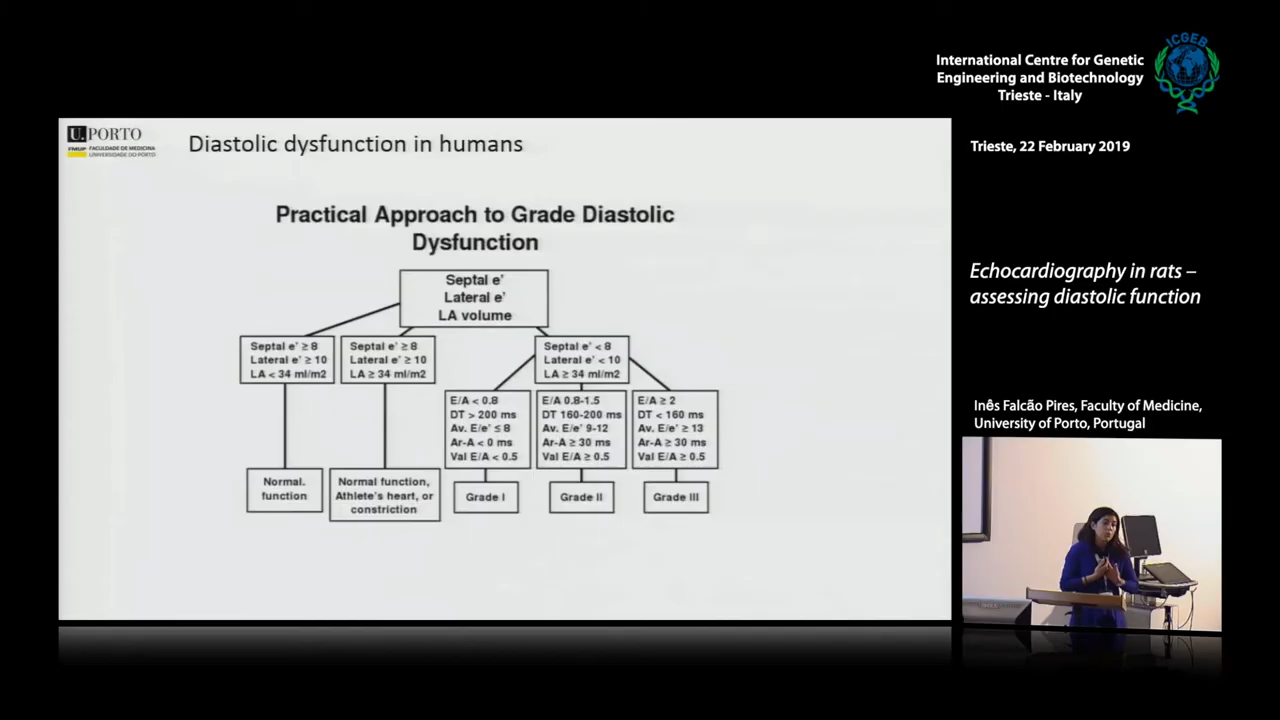 International Centre for Genetic
Engineering and Biotechnology
Trieste - Italy
ICGEB
Trieste, 22 February 2019
U. PORTO
FMUP FACULDADE DE MEDICINA
UNIVERSIDADE DO PORTO
Diastolic dysfunction in humans
Practical Approach to Grade Diastolic
Dysfunction
Septal e'
Lateral e'
LA volume
Septal e' ≥ 8
Lateral e' ≥ 10
LA < 34 ml/m2
Septal e' ≥ 8
Lateral e' ≥ 10
LA ≥ 34 ml/m2
Septal e' < 8
Lateral e' < 10
LA ≥ 34 ml/m2
E/A < 0.8
DT > 200 ms
Av. E/e' ≤ 8
Ar-A < 0 ms
Val E/A < 0.5
E/A 0.8-1.5
DT 160-200 ms
Av. E/e' 9-12
Ar-A ≥ 30 ms
Val E/A ≥ 0.5
E/A ≥ 2
DT < 160 ms
Av. E/e' ≥ 13
Ar-A ≥ 30 ms
Val E/A ≥ 0.5
Normal.
function
Normal function,
Athlete's heart, or
constriction
Grade I
Grade II
Grade III
Echocardiography in rats –
assessing diastolic function
Inês Falcão Pires, Faculty of Medicine,
University of Porto, Portugal